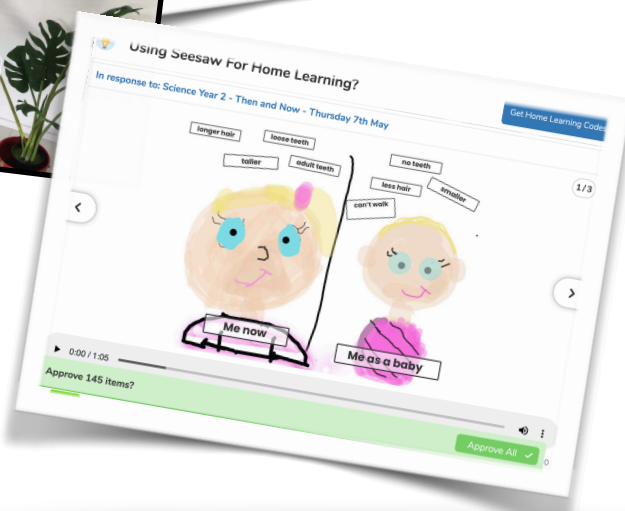 Using Seesaw For Home Learning?
In response to: Science Year 2 - Then and Now - Thursday 7th May
Get Home Learning Codes
longer hair
loose teeth
taller
adult teeth
no teeth
less hair
smaller
can't walk
1/3
Me now
Me as a baby
0:00 / 1:05
Approve 145 items?
Approve All
0